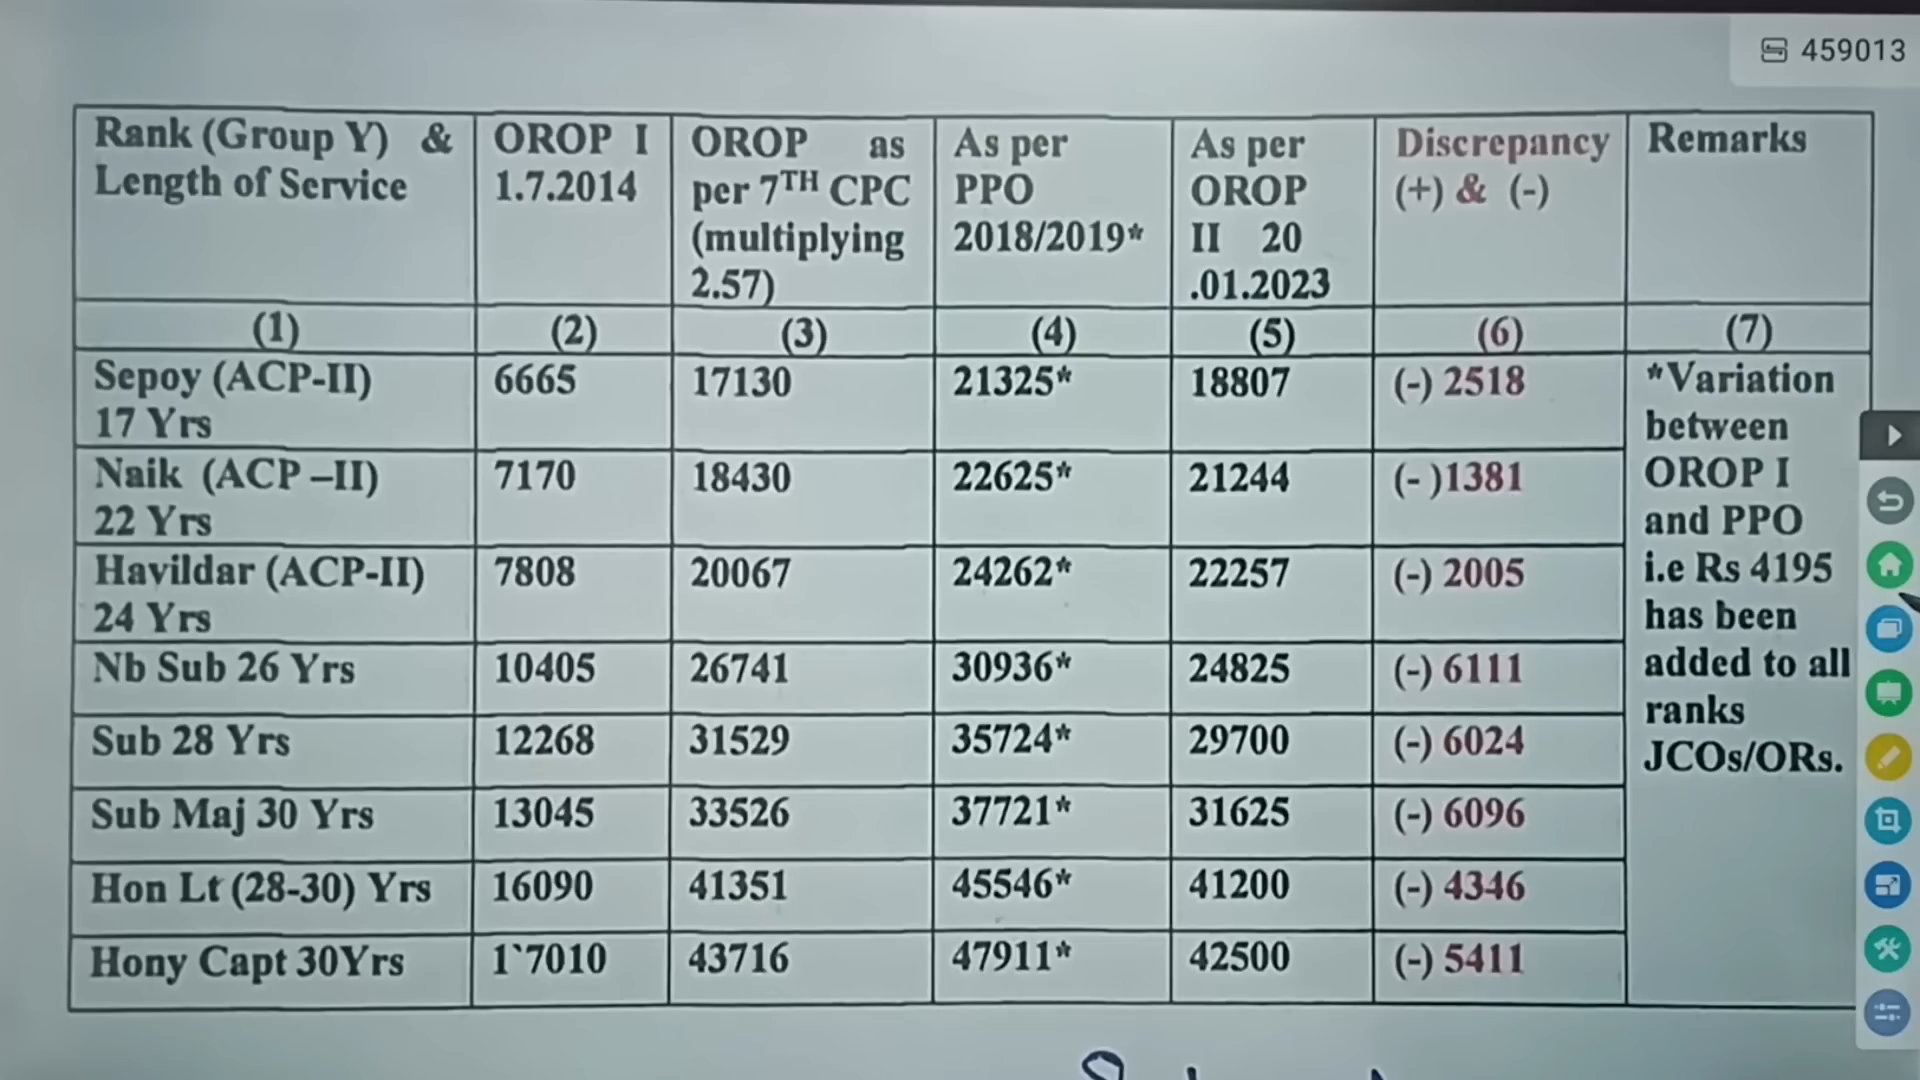 459013
Rank (Group Y) & Length of Service | OROP I 1.7.2014 | OROP as per 7TH CPC (multiplying 2.57) | As per PPO 2018/2019* | As per OROP II 20 .01.2023 | Discrepancy (+) & (-) | Remarks
(1) | (2) | (3) | (4) | (5) | (6) | (7)
Sepoy (ACP-II) 17 Yrs | 6665 | 17130 | 21325* | 18807 | (-) 2518
Naik (ACP –II) 22 Yrs | 7170 | 18430 | 22625* | 21244 | (- )1381
Havildar (ACP-II) 24 Yrs | 7808 | 20067 | 24262* | 22257 | (-) 2005
Nb Sub 26 Yrs | 10405 | 26741 | 30936* | 24825 | (-) 6111
Sub 28 Yrs | 12268 | 31529 | 35724* | 29700 | (-) 6024
Sub Maj 30 Yrs | 13045 | 33526 | 37721* | 31625 | (-) 6096
Hon Lt (28-30) Yrs | 16090 | 41351 | 45546* | 41200 | (-) 4346
Hony Capt 30Yrs | 1`7010 | 43716 | 47911* | 42500 | (-) 5411
*Variation
between
OROP I
and PPO
i.e Rs 4195
has been
added to all
ranks
JCOs/ORs.